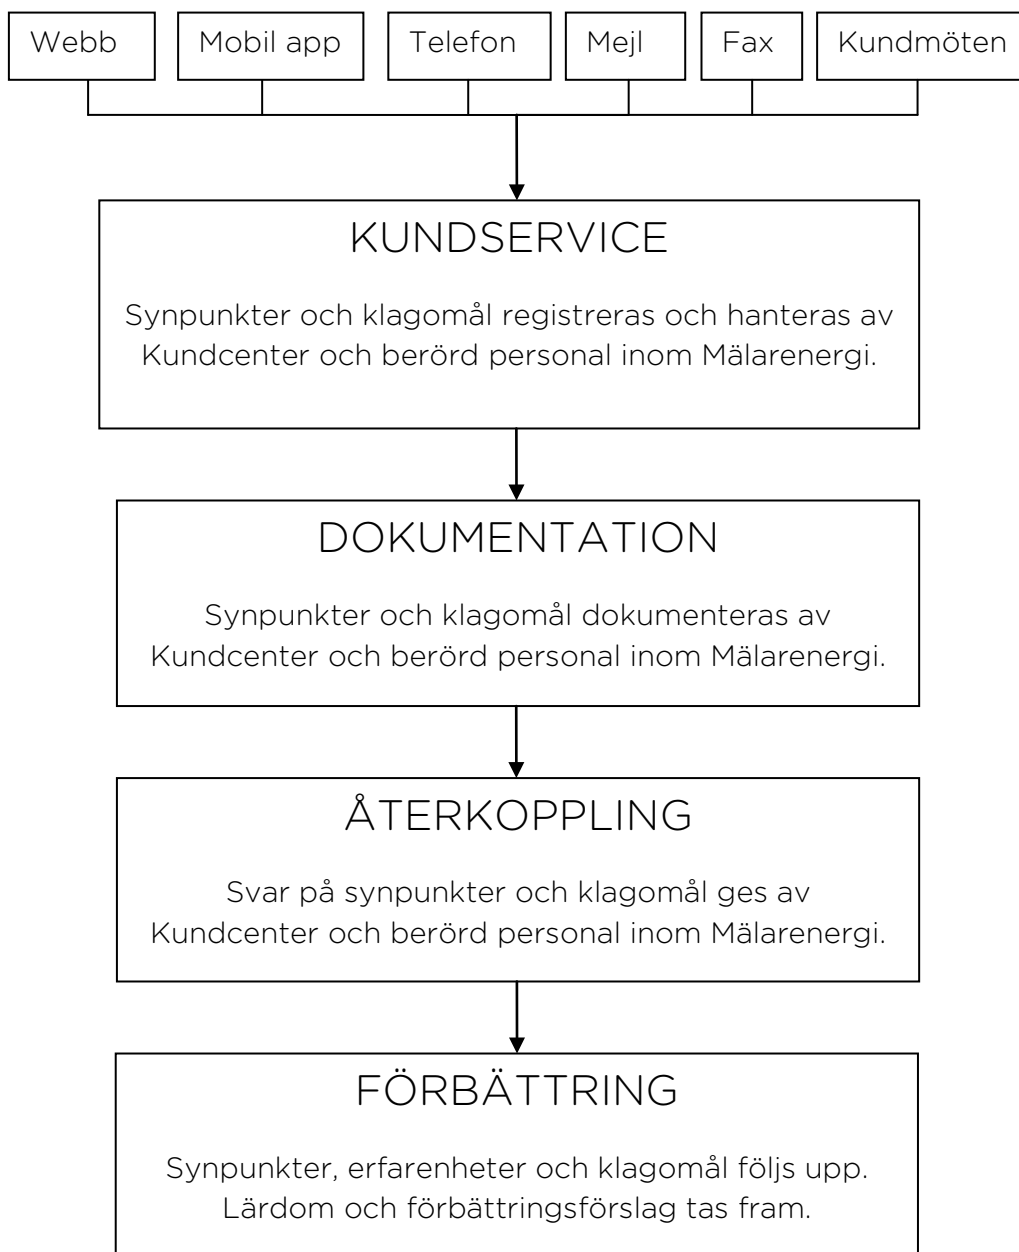 Webb
Mobil app
Telefon
Mejl
Fax
Kundmöten
KUNDSERVICE
Synpunkter och klagomål registreras och hanteras av
Kundcenter och berörd personal inom Mälarenergi.
DOKUMENTATION
Synpunkter och klagomål dokumenteras av
Kundcenter och berörd personal inom Mälarenergi.
ÅTERKOPPLING
Svar på synpunkter och klagomål ges av
Kundcenter och berörd personal inom Mälarenergi.
FÖRBÄTTRING
Synpunkter, erfarenheter och klagomål följs upp.
Lärdom och förbättringsförslag tas fram.